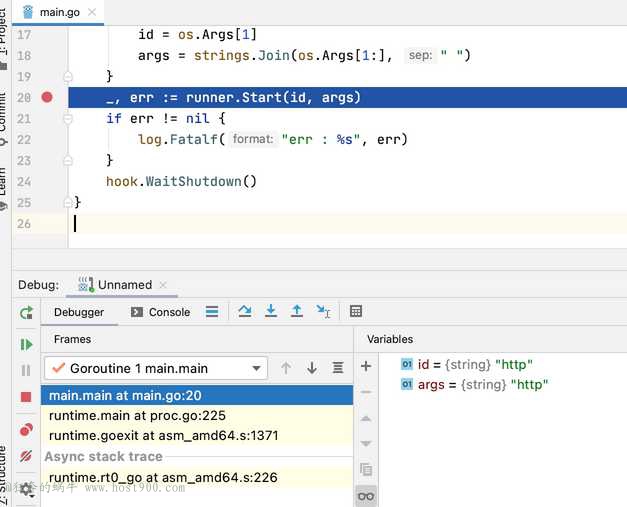 main.go
1: Project
Commit
Learn
Z: Structure
17 id = os.Args[1]
18 args = strings.Join(os.Args[1:], sep: " ")
19 }
20 _, err := runner.Start(id, args)
21 if err != nil {
22 log.Fatalf( format: "err : %s", err)
23 }
24 hook.WaitShutdown()
25 }
26
Debug: Unnamed
Debugger Console
Frames
Variables
Goroutine 1 main.main
01 id = {string} "http"
01 args = {string} "http"
main.main at main.go:20
runtime.main at proc.go:225
runtime.goexit at asm_amd64.s:1371
Async stack trace
runtime.rt0_go at asm_amd64.s:226
的蜗牛 www.host900.com